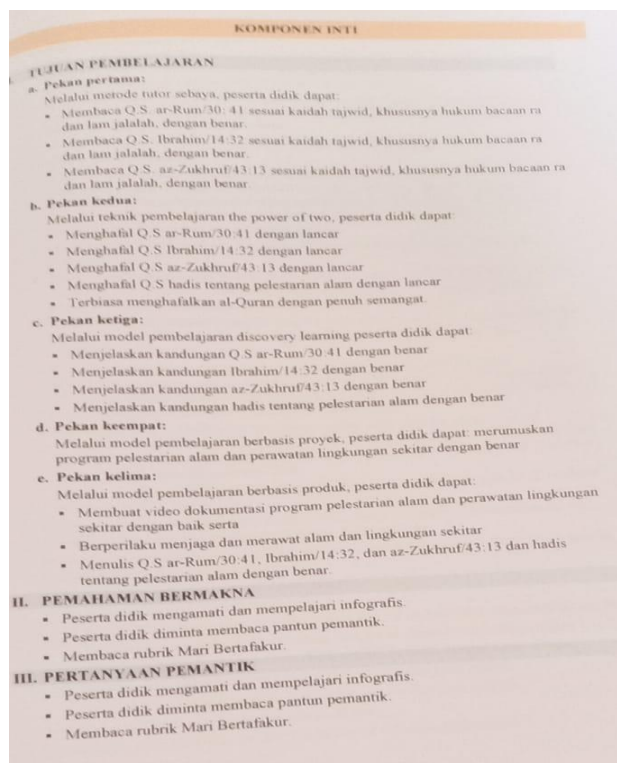 KOMPONEN INTI
TUJUAN PEMBELAJARAN
a. Pekan pertama:
Melalui metode tutor sebaya, peserta didik dapat:
▪ Membaca Q.S. ar-Rum/30: 41 sesuai kaidah tajwid, khususnya hukum bacaan ra
dan lam jalalah, dengan benar.
▪ Membaca Q.S. Ibrahim/14:32 sesuai kaidah tajwid, khususnya hukum bacaan ra
dan lam jalalah, dengan benar.
▪ Membaca Q.S. az-Zukhruf/43:13 sesuai kaidah tajwid, khususnya hukum bacaan ra
dan lam jalalah, dengan benar.
b. Pekan kedua:
Melalui teknik pembelajaran the power of two, peserta didik dapat:
▪ Menghafal Q.S ar-Rum/30:41 dengan lancar
▪ Menghafal Q.S Ibrahim/14:32 dengan lancar
▪ Menghafal Q.S az-Zukhruf/43:13 dengan lancar
▪ Menghafal Q.S hadis tentang pelestarian alam dengan lancar
▪ Terbiasa menghafalkan al-Quran dengan penuh semangat.
c. Pekan ketiga:
Melalui model pembelajaran discovery learning peserta didik dapat:
▪ Menjelaskan kandungan Q.S ar-Rum/30:41 dengan benar
▪ Menjelaskan kandungan Ibrahim/14:32 dengan benar
▪ Menjelaskan kandungan az-Zukhruf/43:13 dengan benar
▪ Menjelaskan kandungan hadis tentang pelestarian alam dengan benar
d. Pekan keempat:
Melalui model pembelajaran berbasis proyek, peserta didik dapat: merumuskan
program pelestarian alam dan perawatan lingkungan sekitar dengan benar
e. Pekan kelima:
Melalui model pembelajaran berbasis produk, peserta didik dapat:
▪ Membuat video dokumentasi program pelestarian alam dan perawatan lingkungan
sekitar dengan baik serta
▪ Berperilaku menjaga dan merawat alam dan lingkungan sekitar
▪ Menulis Q.S ar-Rum/30:41, Ibrahim/14:32, dan az-Zukhruf/43:13 dan hadis
tentang pelestarian alam dengan benar.
II. PEMAHAMAN BERMAKNA
▪ Peserta didik mengamati dan mempelajari infografis.
▪ Peserta didik diminta membaca pantun pemantik.
▪ Membaca rubrik Mari Bertafakur.
III. PERTANYAAN PEMANTIK
▪ Peserta didik mengamati dan mempelajari infografis.
▪ Peserta didik diminta membaca pantun pemantik.
▪ Membaca rubrik Mari Bertafakur.